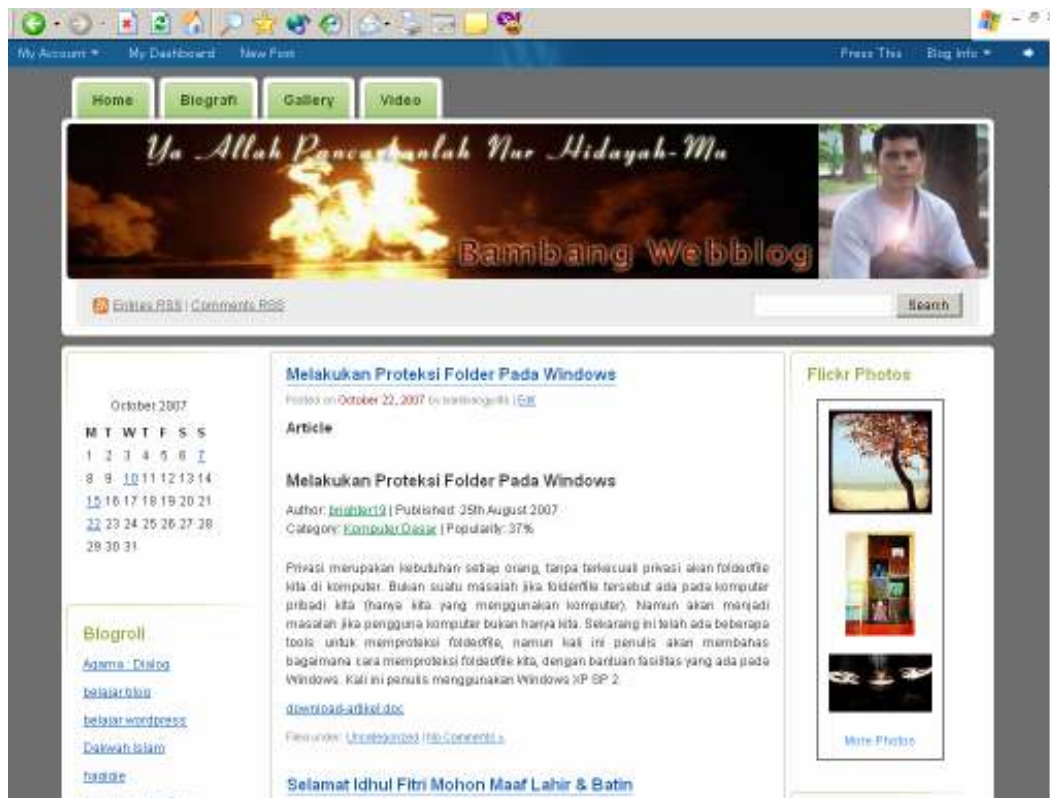 My Account
My Dashboard
New Post
Press This
Blog Info
Home
Biografi
Gallery
Video
Ya Allah Pancarkanlah Nur Hidayah-Mu
Bambang Webblog
Entries RSS | Comments RSS
Search
October 2007
M T W T F S S
1 2 3 4 5 6 7
8 9 10 11 12 13 14
15 16 17 18 19 20 21
22 23 24 25 26 27 28
29 30 31
Blogroll
Agama : Dialog
belajar blog
belajar wordpress
Dakwah Islam
Melakukan Proteksi Folder Pada Windows
Posted on October 22, 2007 by | Edit
Article
Melakukan Proteksi Folder Pada Windows
Author: brighter19 | Published: 25th August 2007
Category: Komputer Dasar | Popularity: 37%
Privasi merupakan kebutuhan setiap orang, tanpa terkecuali privasi akan folder/file
kita di komputer. Bukan suatu masalah jika folder/file tersebut ada pada komputer
pribadi kita (hanya kita yang menggunakan komputer). Namun akan menjadi
masalah jika pengguna komputer bukan hanya kita. Sekarang ini telah ada beberapa
tools untuk memproteksi folder/file, namun kali ini penulis akan membahas
bagaimana cara memproteksi folder/file kita, dengan bantuan fasilitas yang ada pada
Windows. Kali ini penulis menggunakan Windows XP SP 2.
download-artikel.doc
Filed under: Uncategorized | No Comments »
Selamat Idhul Fitri Mohon Maaf Lahir & Batin
Flickr Photos
More Photos